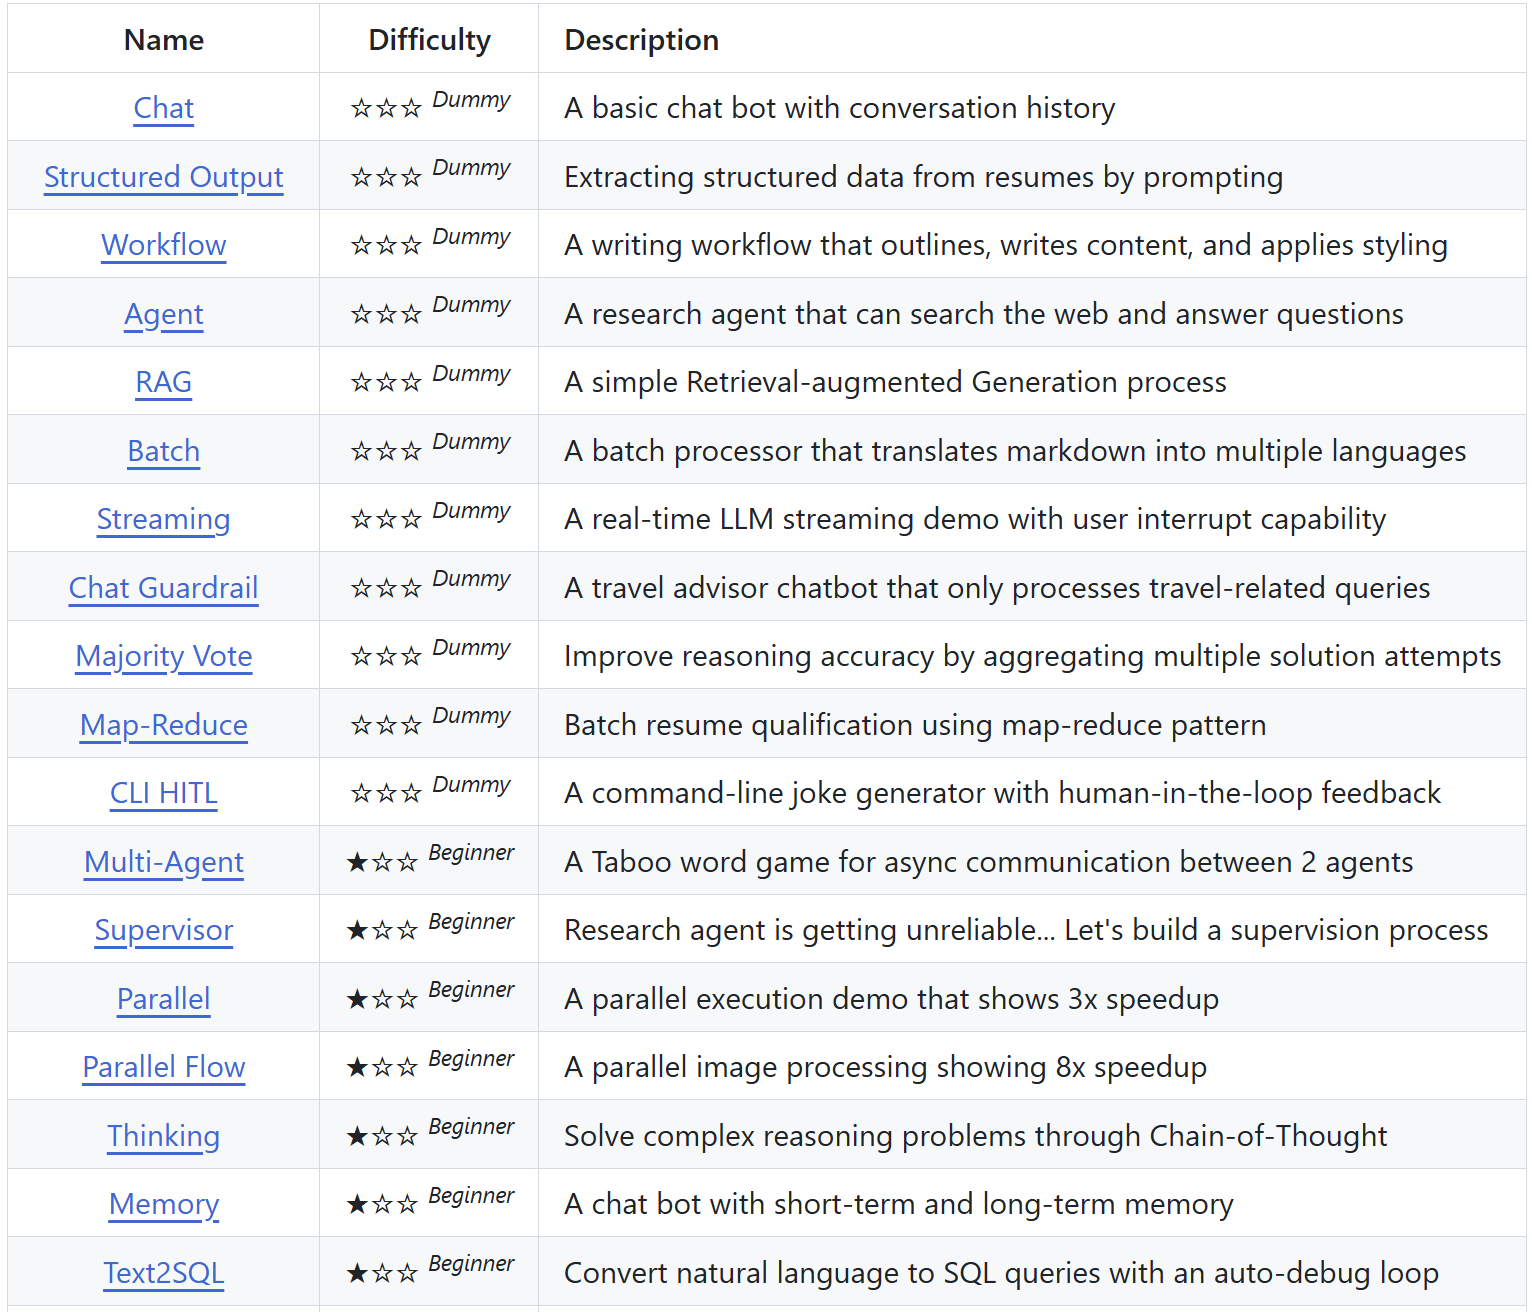 Name Difficulty Description
Chat ☆☆☆ Dummy A basic chat bot with conversation history
Structured Output ☆☆☆ Dummy Extracting structured data from resumes by prompting
Workflow ☆☆☆ Dummy A writing workflow that outlines, writes content, and applies styling
Agent ☆☆☆ Dummy A research agent that can search the web and answer questions
RAG ☆☆☆ Dummy A simple Retrieval-augmented Generation process
Batch ☆☆☆ Dummy A batch processor that translates markdown into multiple languages
Streaming ☆☆☆ Dummy A real-time LLM streaming demo with user interrupt capability
Chat Guardrail ☆☆☆ Dummy A travel advisor chatbot that only processes travel-related queries
Majority Vote ☆☆☆ Dummy Improve reasoning accuracy by aggregating multiple solution attempts
Map-Reduce ☆☆☆ Dummy Batch resume qualification using map-reduce pattern
CLI HITL ☆☆☆ Dummy A command-line joke generator with human-in-the-loop feedback
Multi-Agent ★☆☆ Beginner A Taboo word game for async communication between 2 agents
Supervisor ★☆☆ Beginner Research agent is getting unreliable... Let's build a supervision process
Parallel ★☆☆ Beginner A parallel execution demo that shows 3x speedup
Parallel Flow ★☆☆ Beginner A parallel image processing showing 8x speedup
Thinking ★☆☆ Beginner Solve complex reasoning problems through Chain-of-Thought
Memory ★☆☆ Beginner A chat bot with short-term and long-term memory
Text2SQL ★☆☆ Beginner Convert natural language to SQL queries with an auto-debug loop